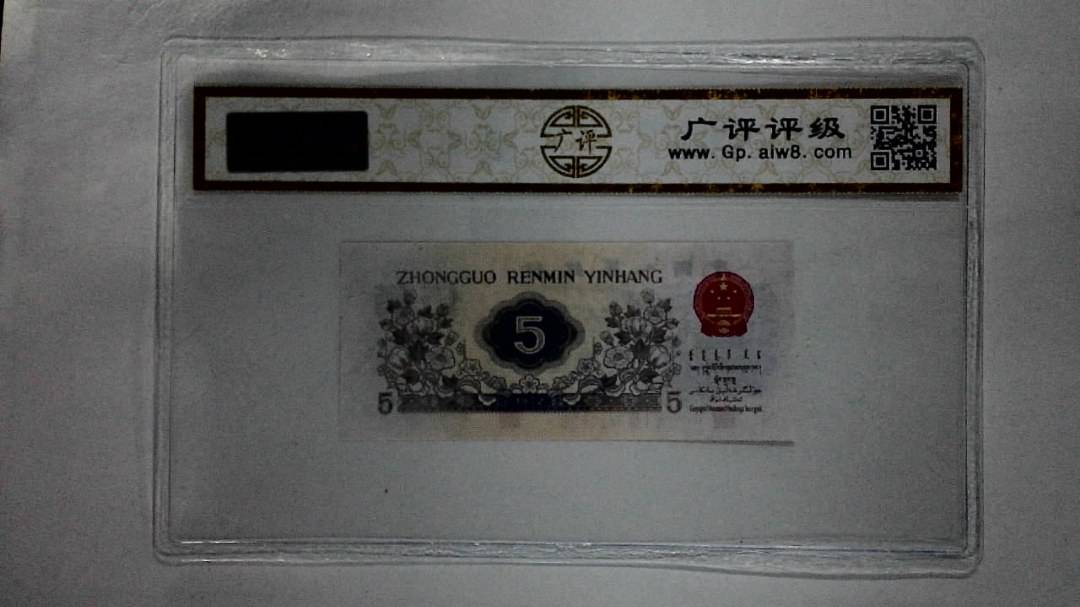 广评
广评评级
www.Gp.aiw8.com
ZHONGGUO RENMIN YINHANG
5
5 5